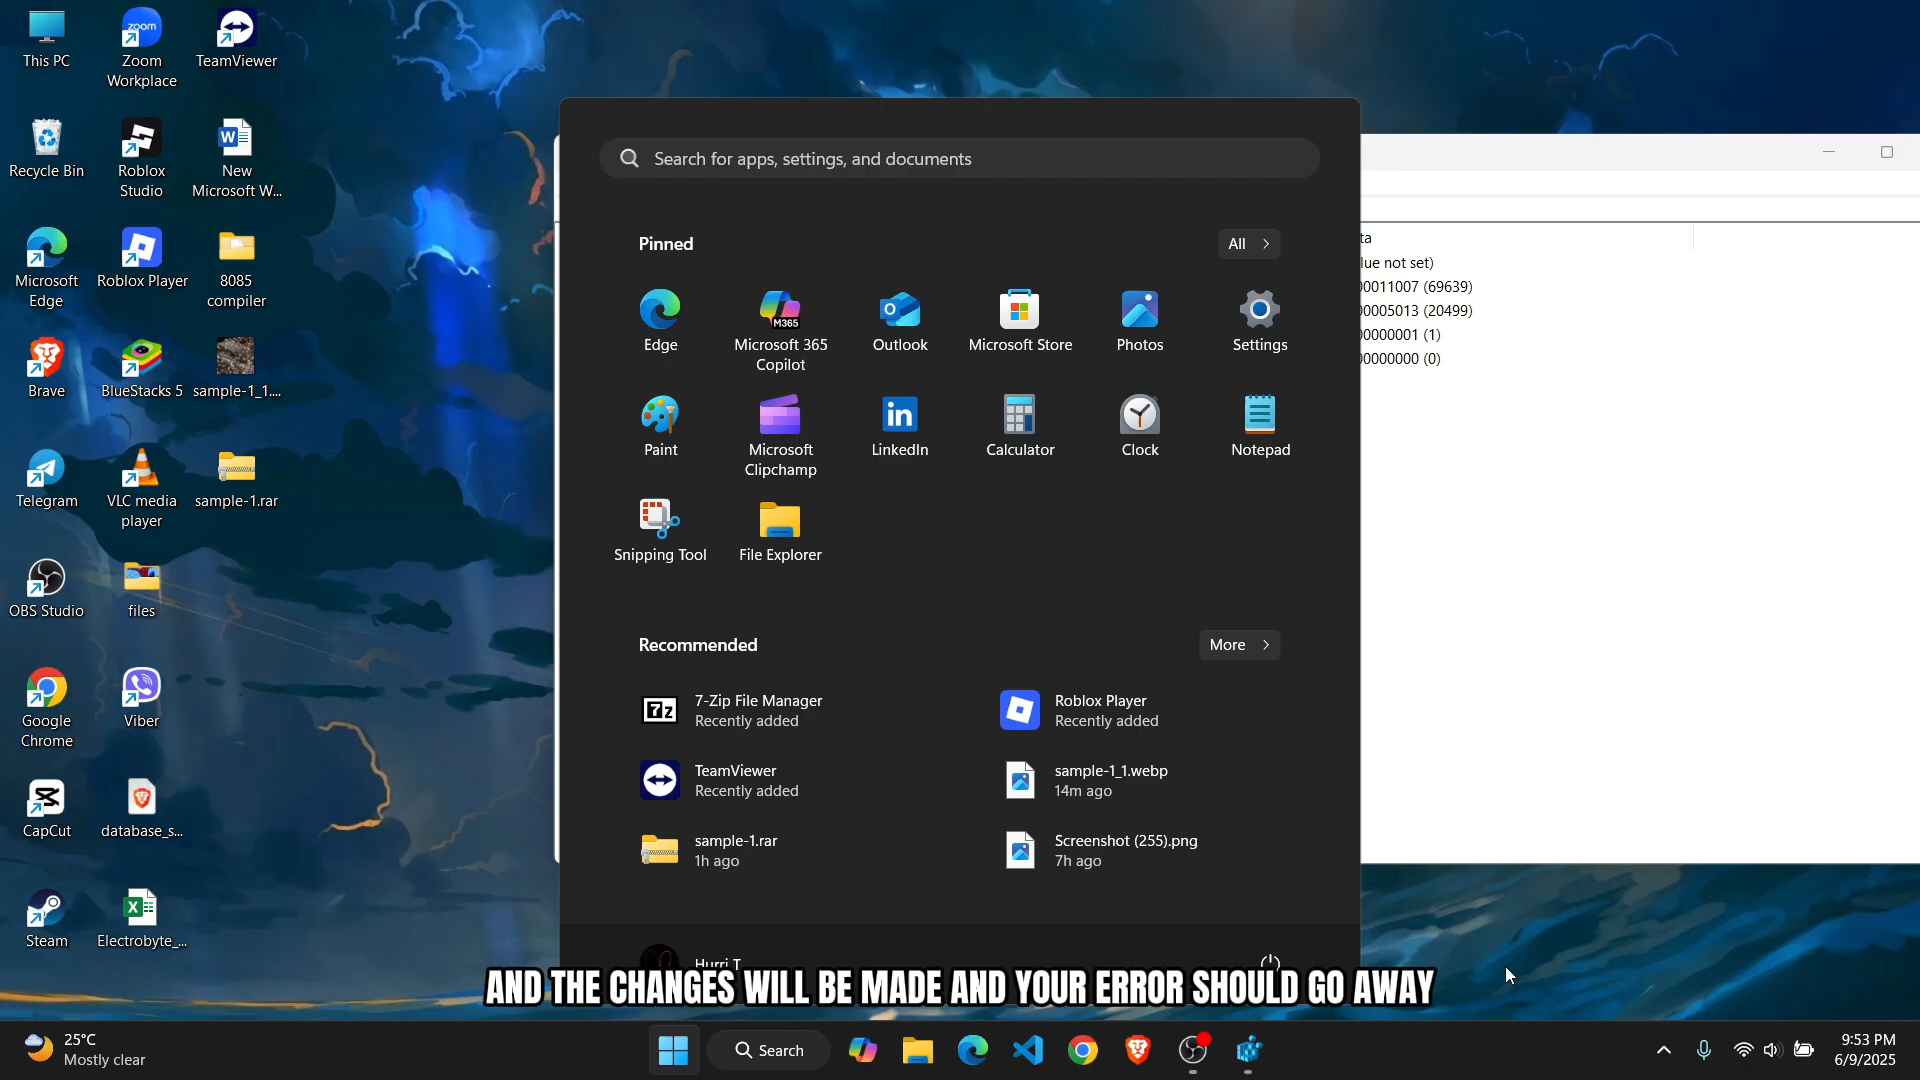 This PC
Zoom
Workplace
TeamViewer
Recycle Bin
Roblox
Studio
New
Microsoft W...
Microsoft
Edge
Roblox Player
8085
compiler
Brave
BlueStacks 5
sample-1_1....
Telegram
VLC media
player
sample-1.rar
OBS Studio
files
Google
Chrome
Viber
CapCut
database_s...
Steam
Electrobyte_...
Search for apps, settings, and documents
Pinned
All
Edge
Microsoft 365
Copilot
M365
Outlook
Microsoft Store
Photos
Settings
Paint
Microsoft
Clipchamp
LinkedIn
Calculator
Clock
Notepad
Snipping Tool
File Explorer
Recommended
More
7-Zip File Manager
Recently added
Roblox Player
Recently added
TeamViewer
Recently added
sample-1_1.webp
14m ago
sample-1.rar
1h ago
Screenshot (255).png
7h ago
Hurri T
ta
lue not set)
00011007 (69639)
00005013 (20499)
00000001 (1)
00000000 (0)
AND THE CHANGES WILL BE MADE AND YOUR ERROR SHOULD GO AWAY
25°C
Mostly clear
Search
9:53 PM
6/9/2025